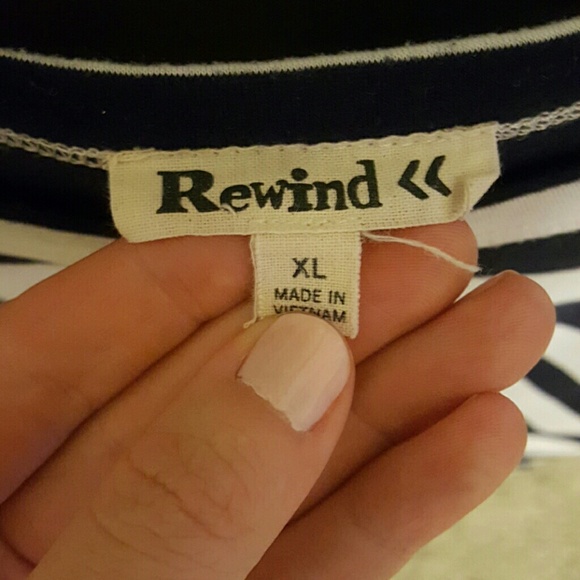 Rewind «
XL
MADE IN
VIETNAM